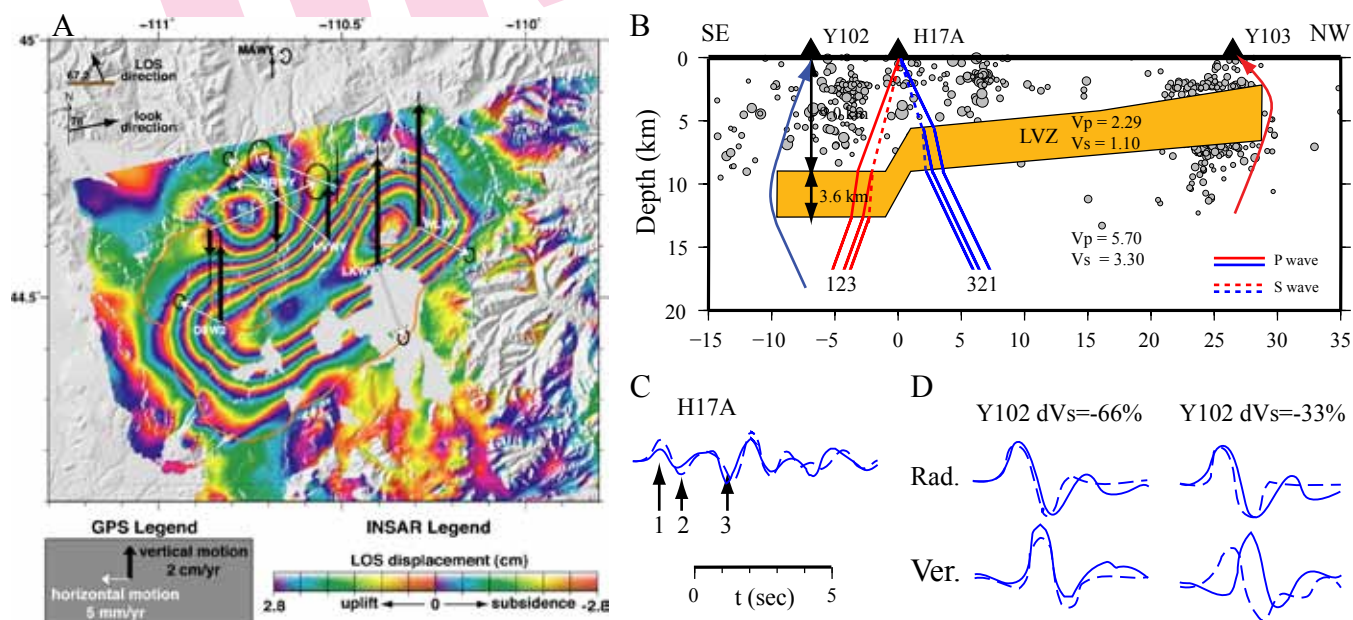 A
−111
−110.5
−110
45
MAWY
LOS
direction
67.2
N
78
look
direction
44.5
LKWY
GPS Legend
INSAR Legend
vertical motion
2 cm/yr
horizontal motion
5 mm/yr
LOS displacement (cm)
2.8
uplift
0
subsidence
-2.8
B
SE
Y102
H17A
Y103
NW
Depth (km)
0
5
10
15
20
LVZ
Vp = 2.29
Vs = 1.10
3.6 km
Vp = 5.70
Vs = 3.30
123
321
P wave
S wave
−15
−10
−5
0
5
10
15
20
25
30
35
C
H17A
1
2
3
0
5
t (sec)
D
Y102 dVs=-66%
Y102 dVs=-33%
Rad.
Ver.